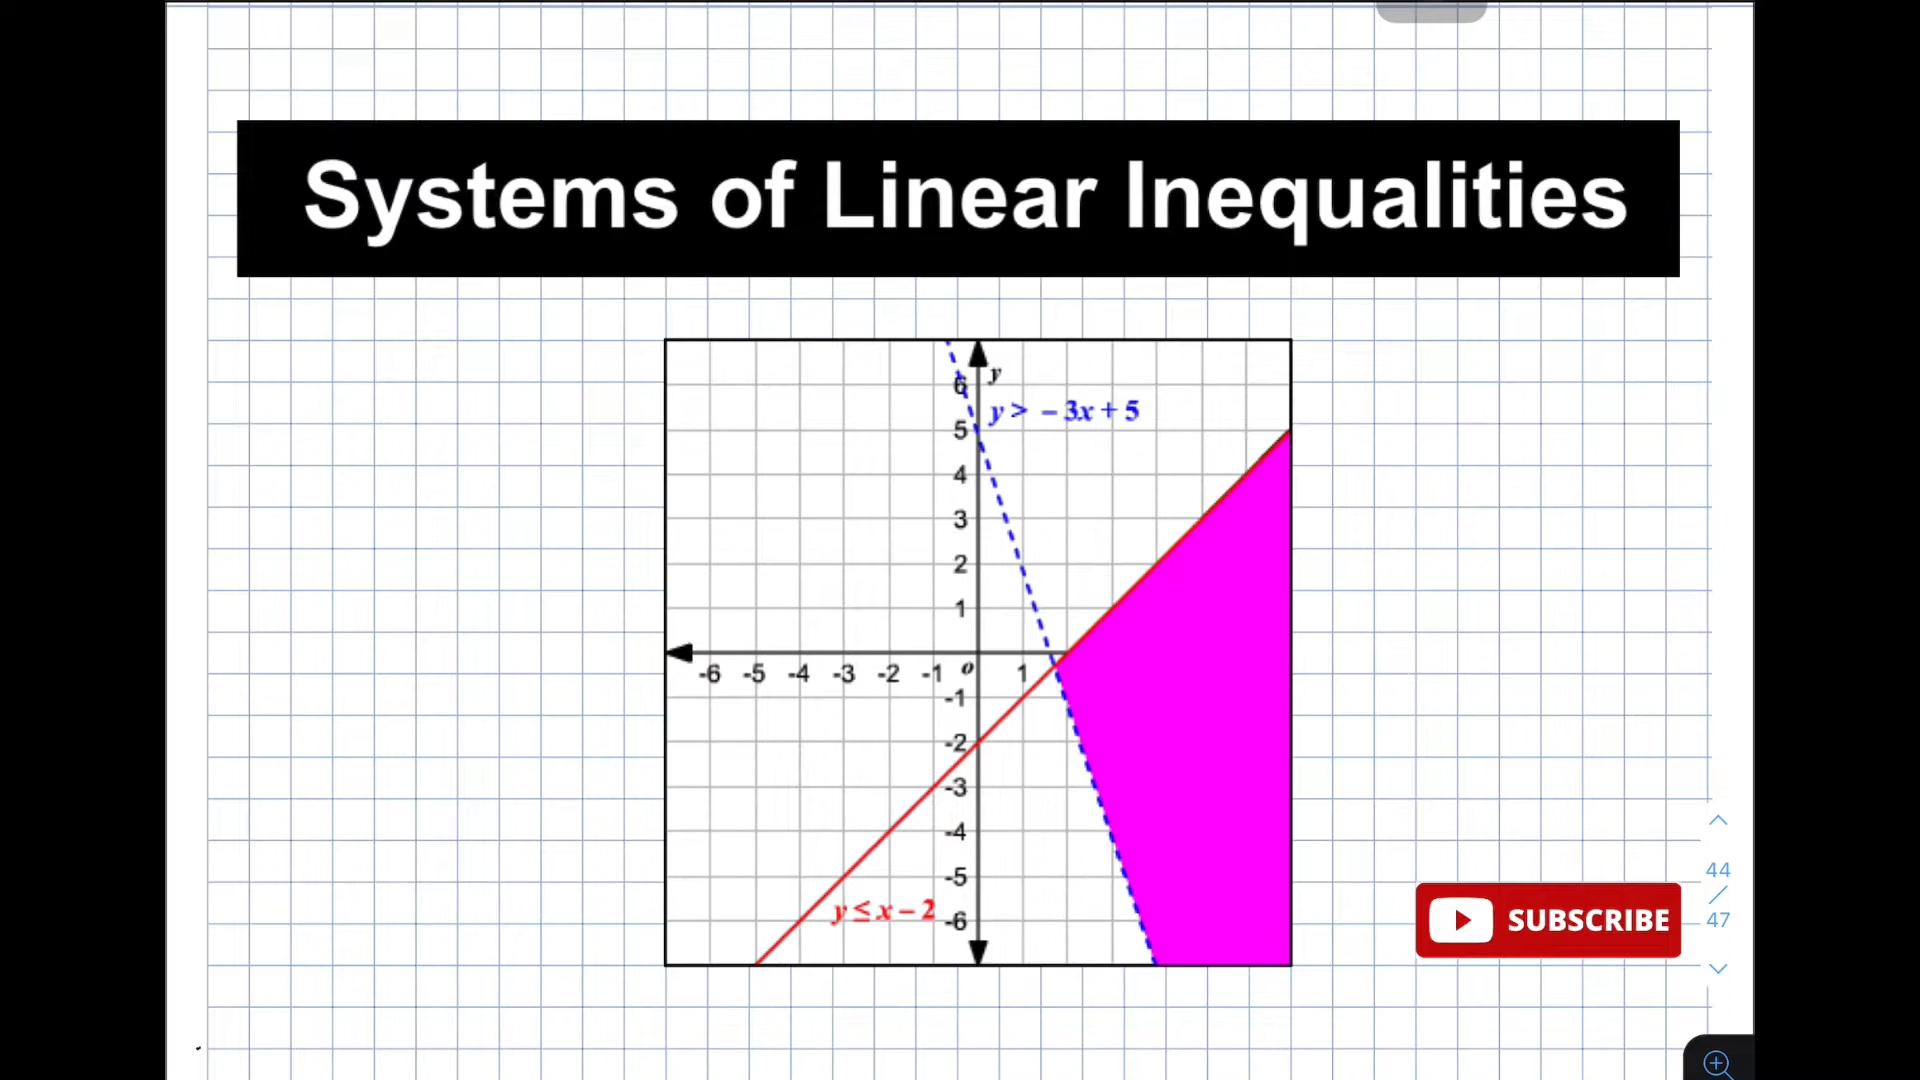 Systems of Linear Inequalities
y
6
y > – 3x + 5
5
4
3
2
1
-6 -5 -4 -3 -2 -1 o 1
-1
-2
-3
-4
-5
y ≤ x – 2 -6
44
/
47
SUBSCRIBE